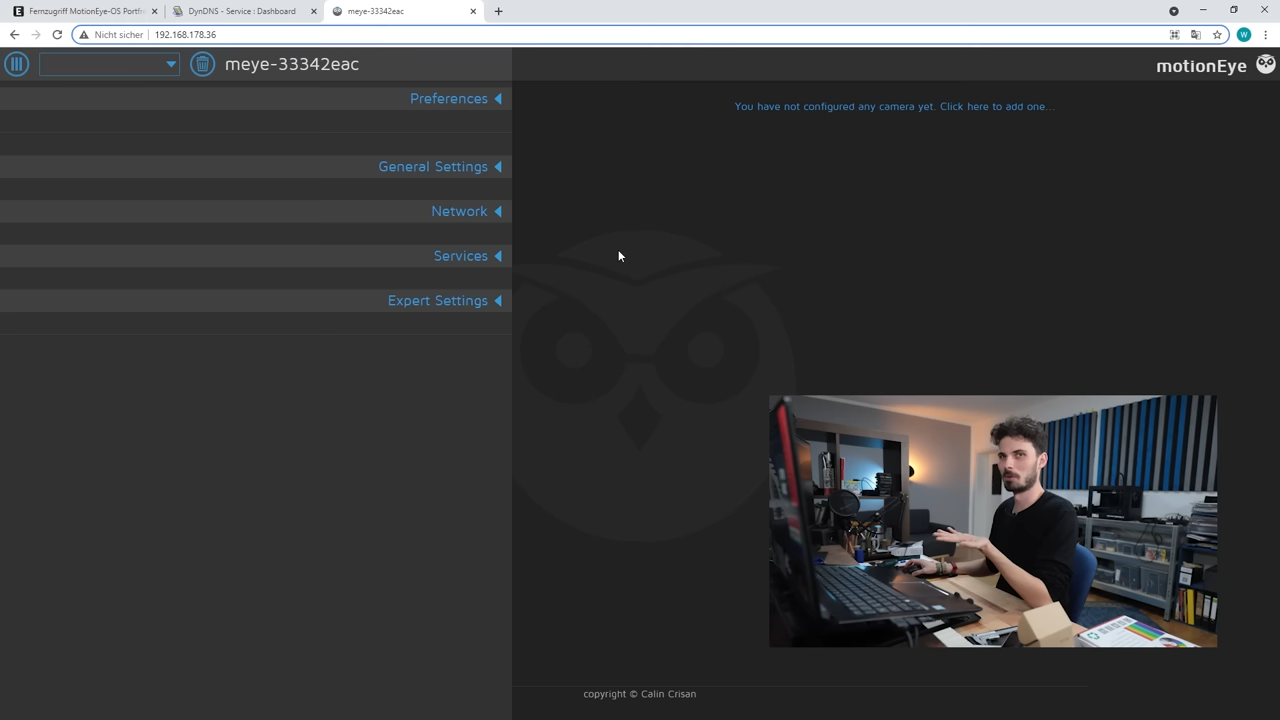 Fernzugriff MotionEye-OS Portfr
DynDNS - Service : Dashboard
meye-33342eac
Nicht sicher
192.168.178.36
W
meye-33342eac
motionEye
Preferences
You have not configured any camera yet. Click here to add one...
General Settings
Network
Services
Expert Settings
copyright © Calin Crisan